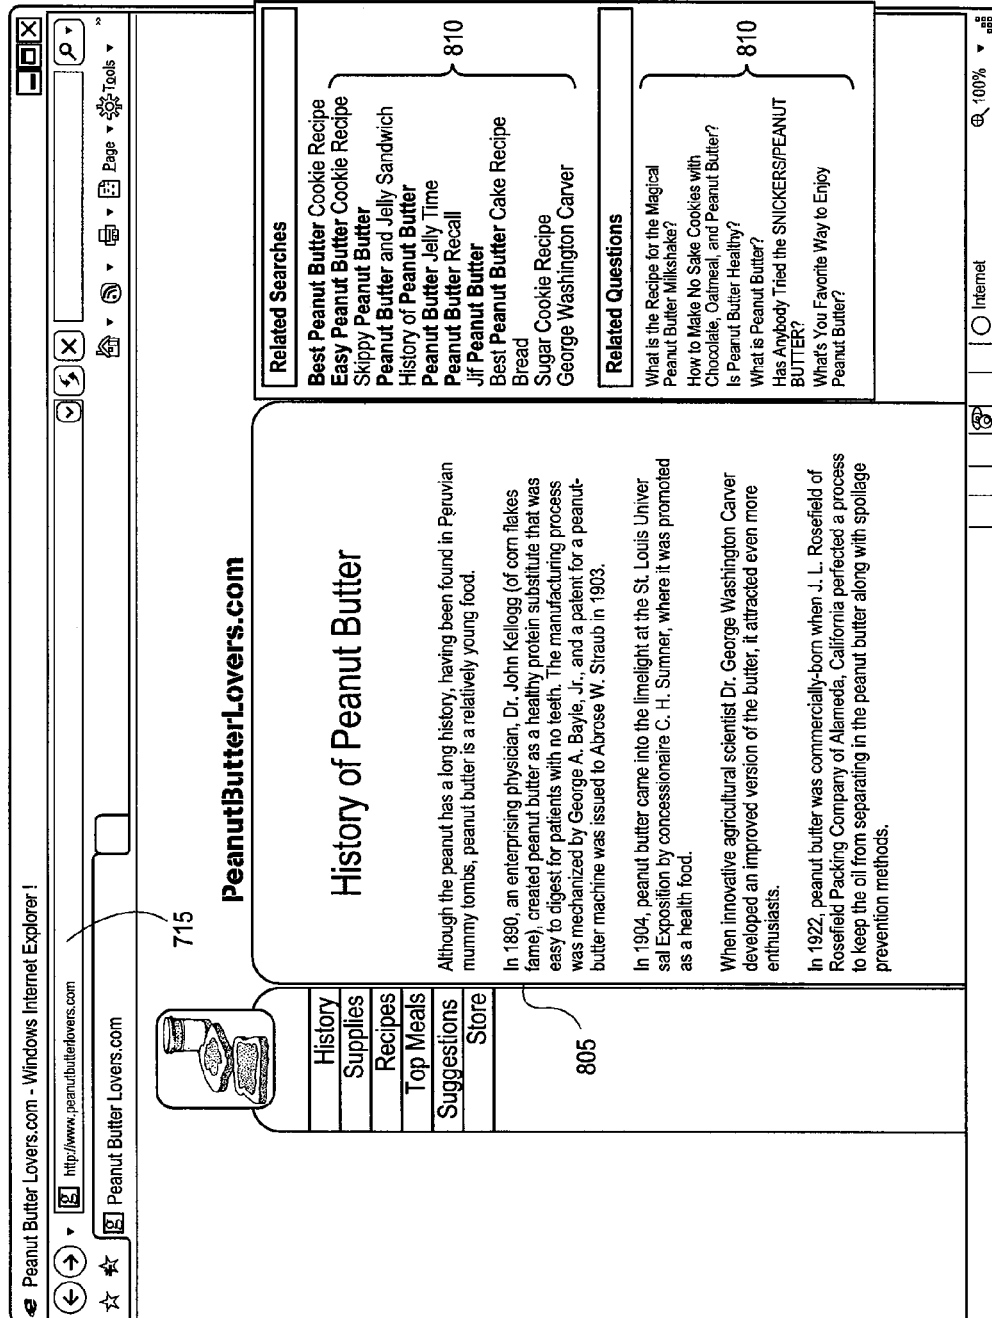 Peanut Butter Lovers.com - Windows Internet Explorer !
g http://www.peanutbutterlovers.com
g Peanut Butter Lovers.com
Page
Tools
»
715
PeanutButterLovers.com
History
Supplies
Recipes
Top Meals
Suggestions
Store
805
History of Peanut Butter
Although the peanut has a long history, having been found in Peruvian
mummy tombs, peanut butter is a relatively young food.
In 1890, an enterprising physician, Dr. John Kellogg (of corn flakes
fame), created peanut butter as a healthy protein substitute that was
easy to digest for patients with no teeth. The manufacturing process
was mechanized by George A. Bayle, Jr., and a patent for a peanut-
butter machine was issued to Abrose W. Straub in 1903.
In 1904, peanut butter came into the limelight at the St. Louis Univer
sal Exposition by concessionaire C. H. Sumner, where it was promoted
as a health food.
When innovative agricultural scientist Dr. George Washington Carver
developed an improved version of the butter, it attracted even more
enthusiasts.
In 1922, peanut butter was commercially-born when J. L. Rosefield of
Rosefield Packing Company of Alameda, California perfected a process
to keep the oil from separating in the peanut butter along with spoilage
prevention methods.
Related Searches
Best Peanut Butter Cookie Recipe
Easy Peanut Butter Cookie Recipe
Skippy Peanut Butter
Peanut Butter and Jelly Sandwich
History of Peanut Butter
Peanut Butter Jelly Time
Peanut Butter Recall
Jif Peanut Butter
Best Peanut Butter Cake Recipe
Bread
Sugar Cookie Recipe
George Washington Carver
810
Related Questions
What is the Recipe for the Magical
Peanut Butter Milkshake?
How to Make No Sake Cookies with
Chocolate, Oatmeal, and Peanut Butter?
Is Peanut Butter Healthy?
What is Peanut Butter?
Has Anybody Tried the SNICKERS/PEANUT
BUTTER?
What's You Favorite Way to Enjoy
Peanut Butter?
810
Internet
100%